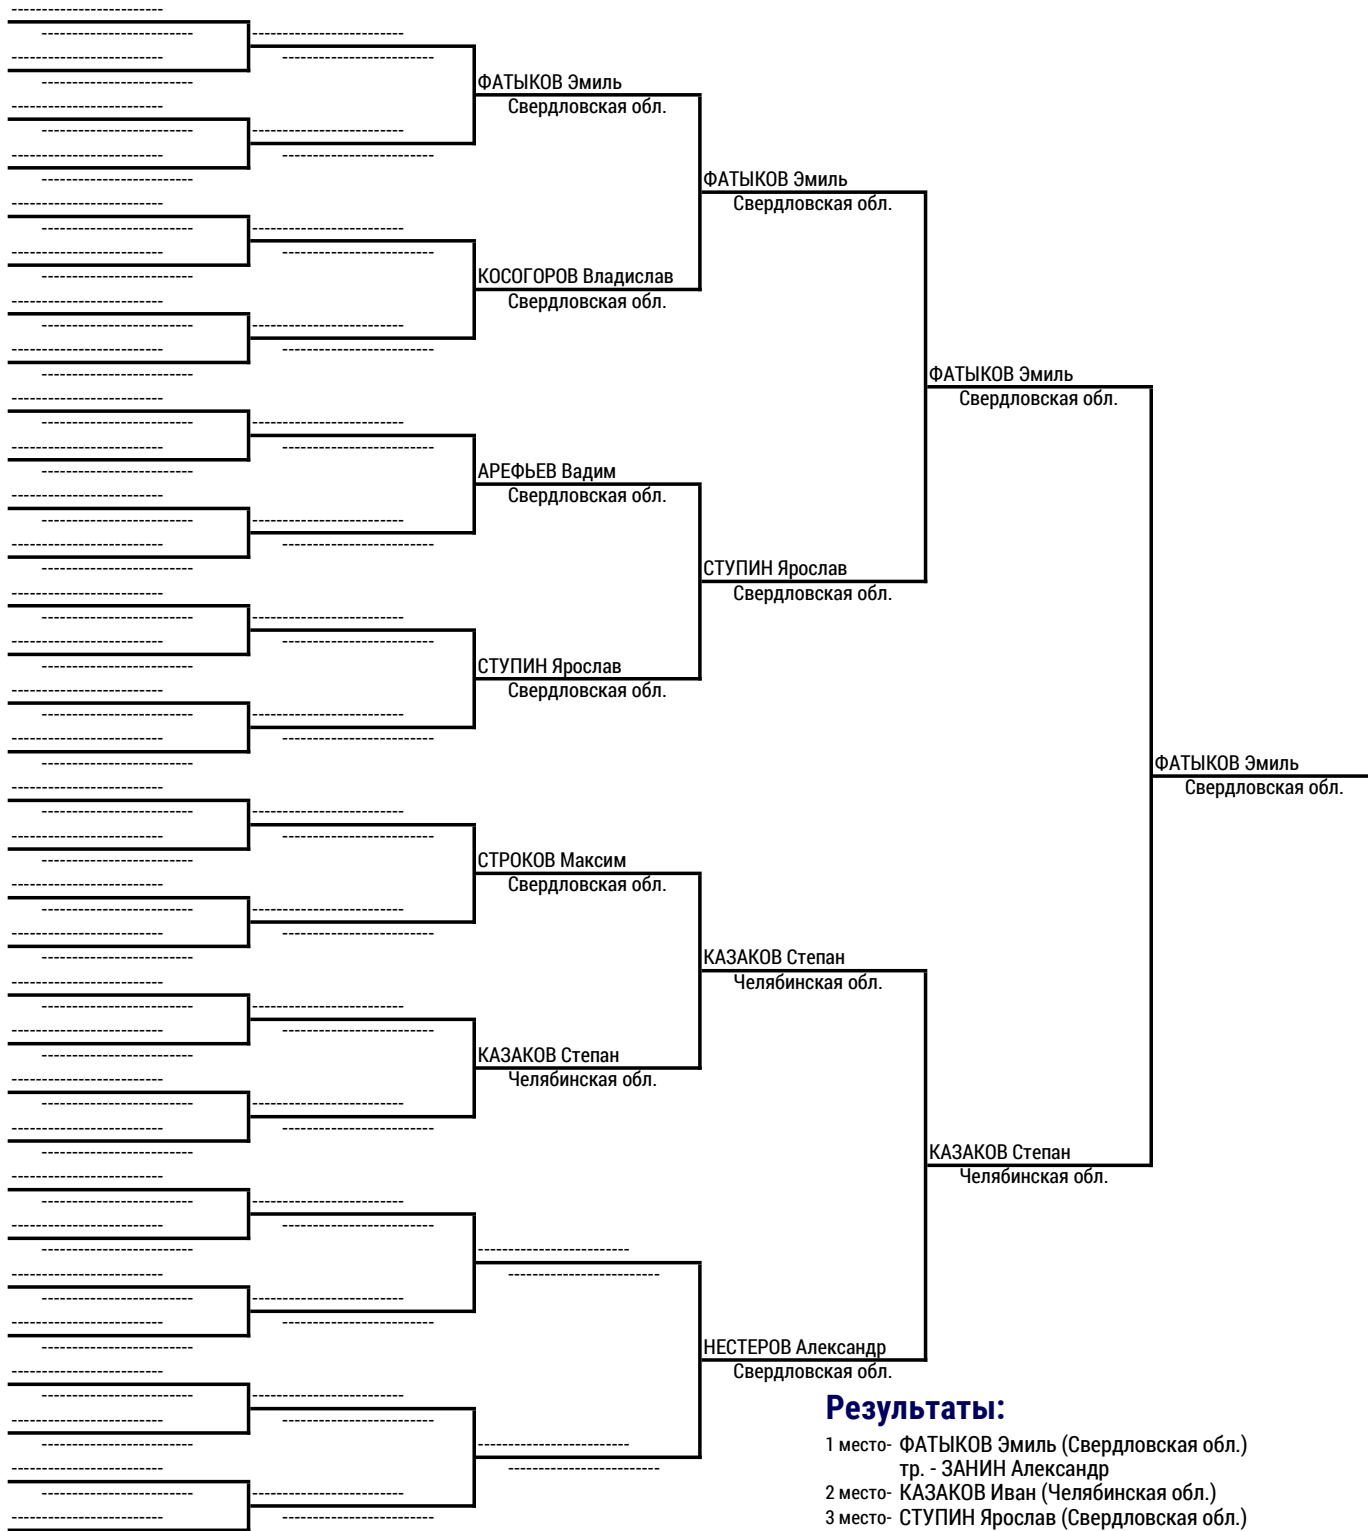 ФАТЫКОВ Эмиль
Свердловская обл.
ФАТЫКОВ Эмиль
Свердловская обл.
КОСОГОРОВ Владислав
Свердловская обл.
ФАТЫКОВ Эмиль
Свердловская обл.
АРЕФЬЕВ Вадим
Свердловская обл.
СТУПИН Ярослав
Свердловская обл.
СТУПИН Ярослав
Свердловская обл.
ФАТЫКОВ Эмиль
Свердловская обл.
СТРОКОВ Максим
Свердловская обл.
КАЗАКОВ Степан
Челябинская обл.
КАЗАКОВ Степан
Челябинская обл.
КАЗАКОВ Степан
Челябинская обл.
НЕСТЕРОВ Александр
Свердловская обл.
Результаты:
1 место- ФАТЫКОВ Эмиль (Свердловская обл.)
тр. - ЗАНИН Александр
2 место- КАЗАКОВ Иван (Челябинская обл.)
3 место- СТУПИН Ярослав (Свердловская обл.)